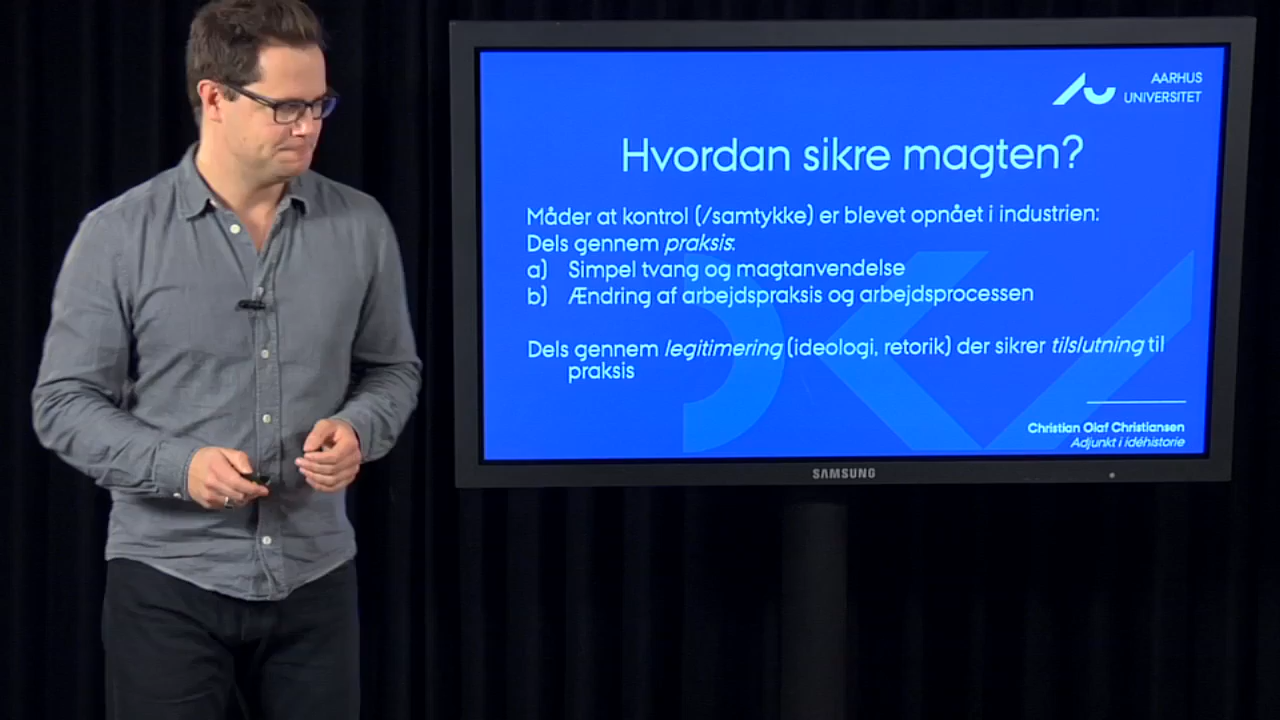 AARHUS
UNIVERSITET
Hvordan sikre magten?
Måder at kontrol (/samtykke) er blevet opnået i industrien:
Dels gennem praksis:
a) Simpel tvang og magtanvendelse
b) Ændring af arbejdspraksis og arbejdsprocessen
Dels gennem legitimering (ideologi, retorik) der sikrer tilslutning til
praksis
Christian Olaf Christiansen
Adjunkt i idéhistorie
SAMSUNG